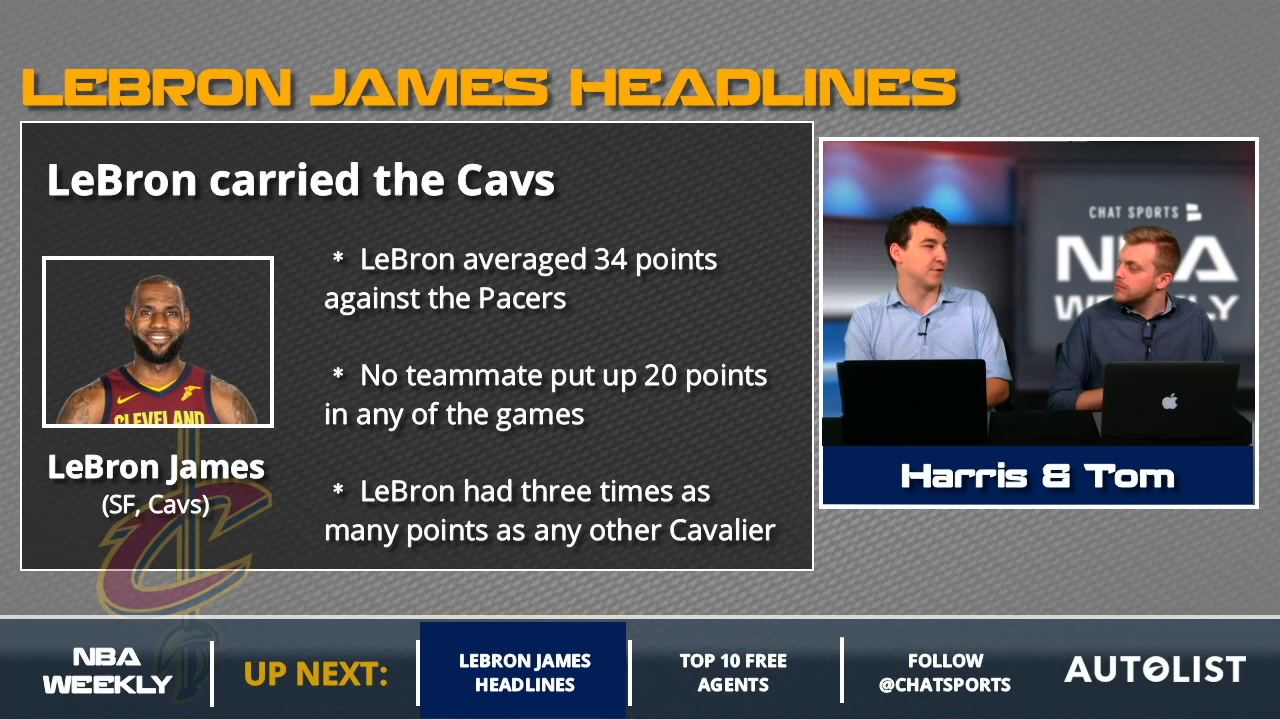 LEBRON JAMES HEADLINES
LeBron carried the Cavs
* LeBron averaged 34 points
against the Pacers
* No teammate put up 20 points
in any of the games
* LeBron had three times as
many points as any other Cavalier
CLEVELAND
LeBron James
(SF, Cavs)
CHAT SPORTS
NBA
WEEKLY
Harris & Tom
NBA
WEEKLY
UP NEXT:
LEBRON JAMES
HEADLINES
TOP 10 FREE
AGENTS
FOLLOW
@CHATSPORTS
AUTOLIST